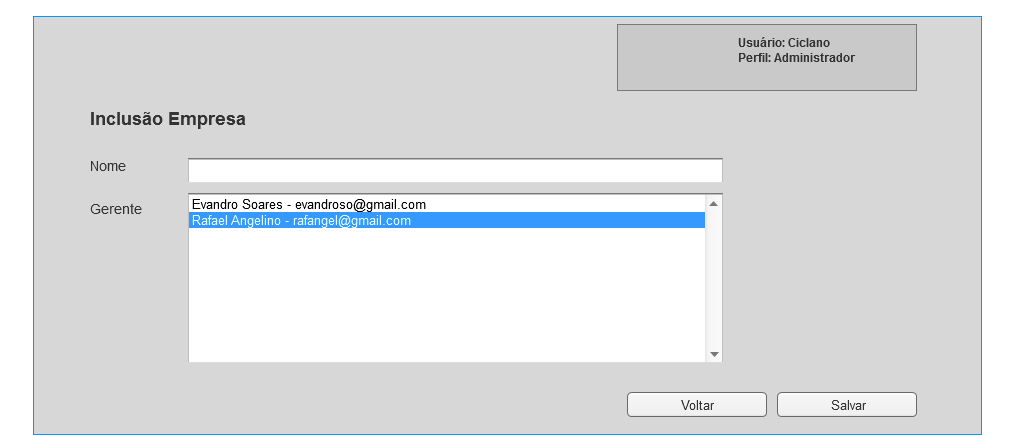 Usuário: Ciclano
Perfil: Administrador
Inclusão Empresa
Nome
Gerente
Evandro Soares - evandroso@gmail.com
Rafael Angelino - rafangel@gmail.com
Voltar
Salvar